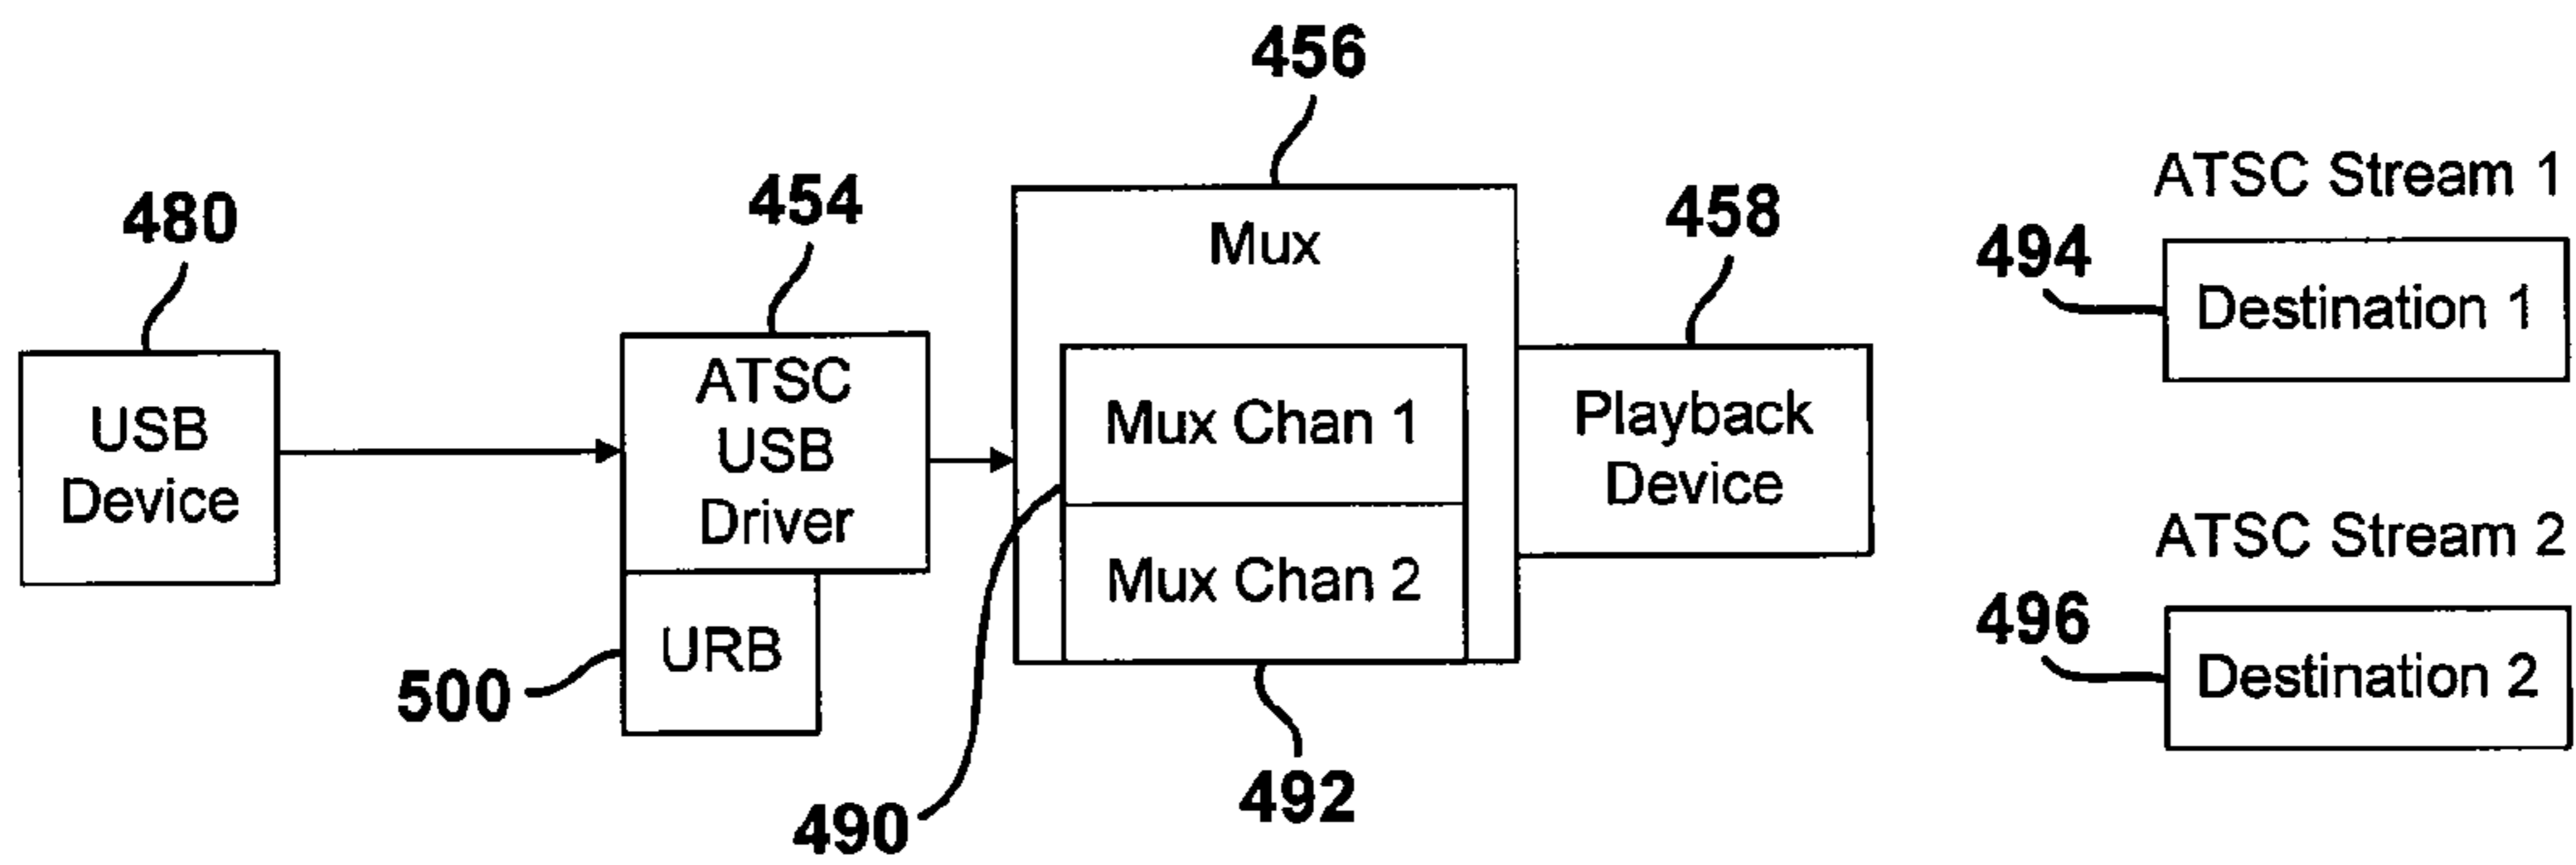 456
ATSC Stream 1
480
454
458
Mux
494
Destination 1
USB
Device
ATSC
USB
Driver
Mux Chan 1
Playback
Device
ATSC Stream 2
Mux Chan 2
496
Destination 2
URB
500
492
490